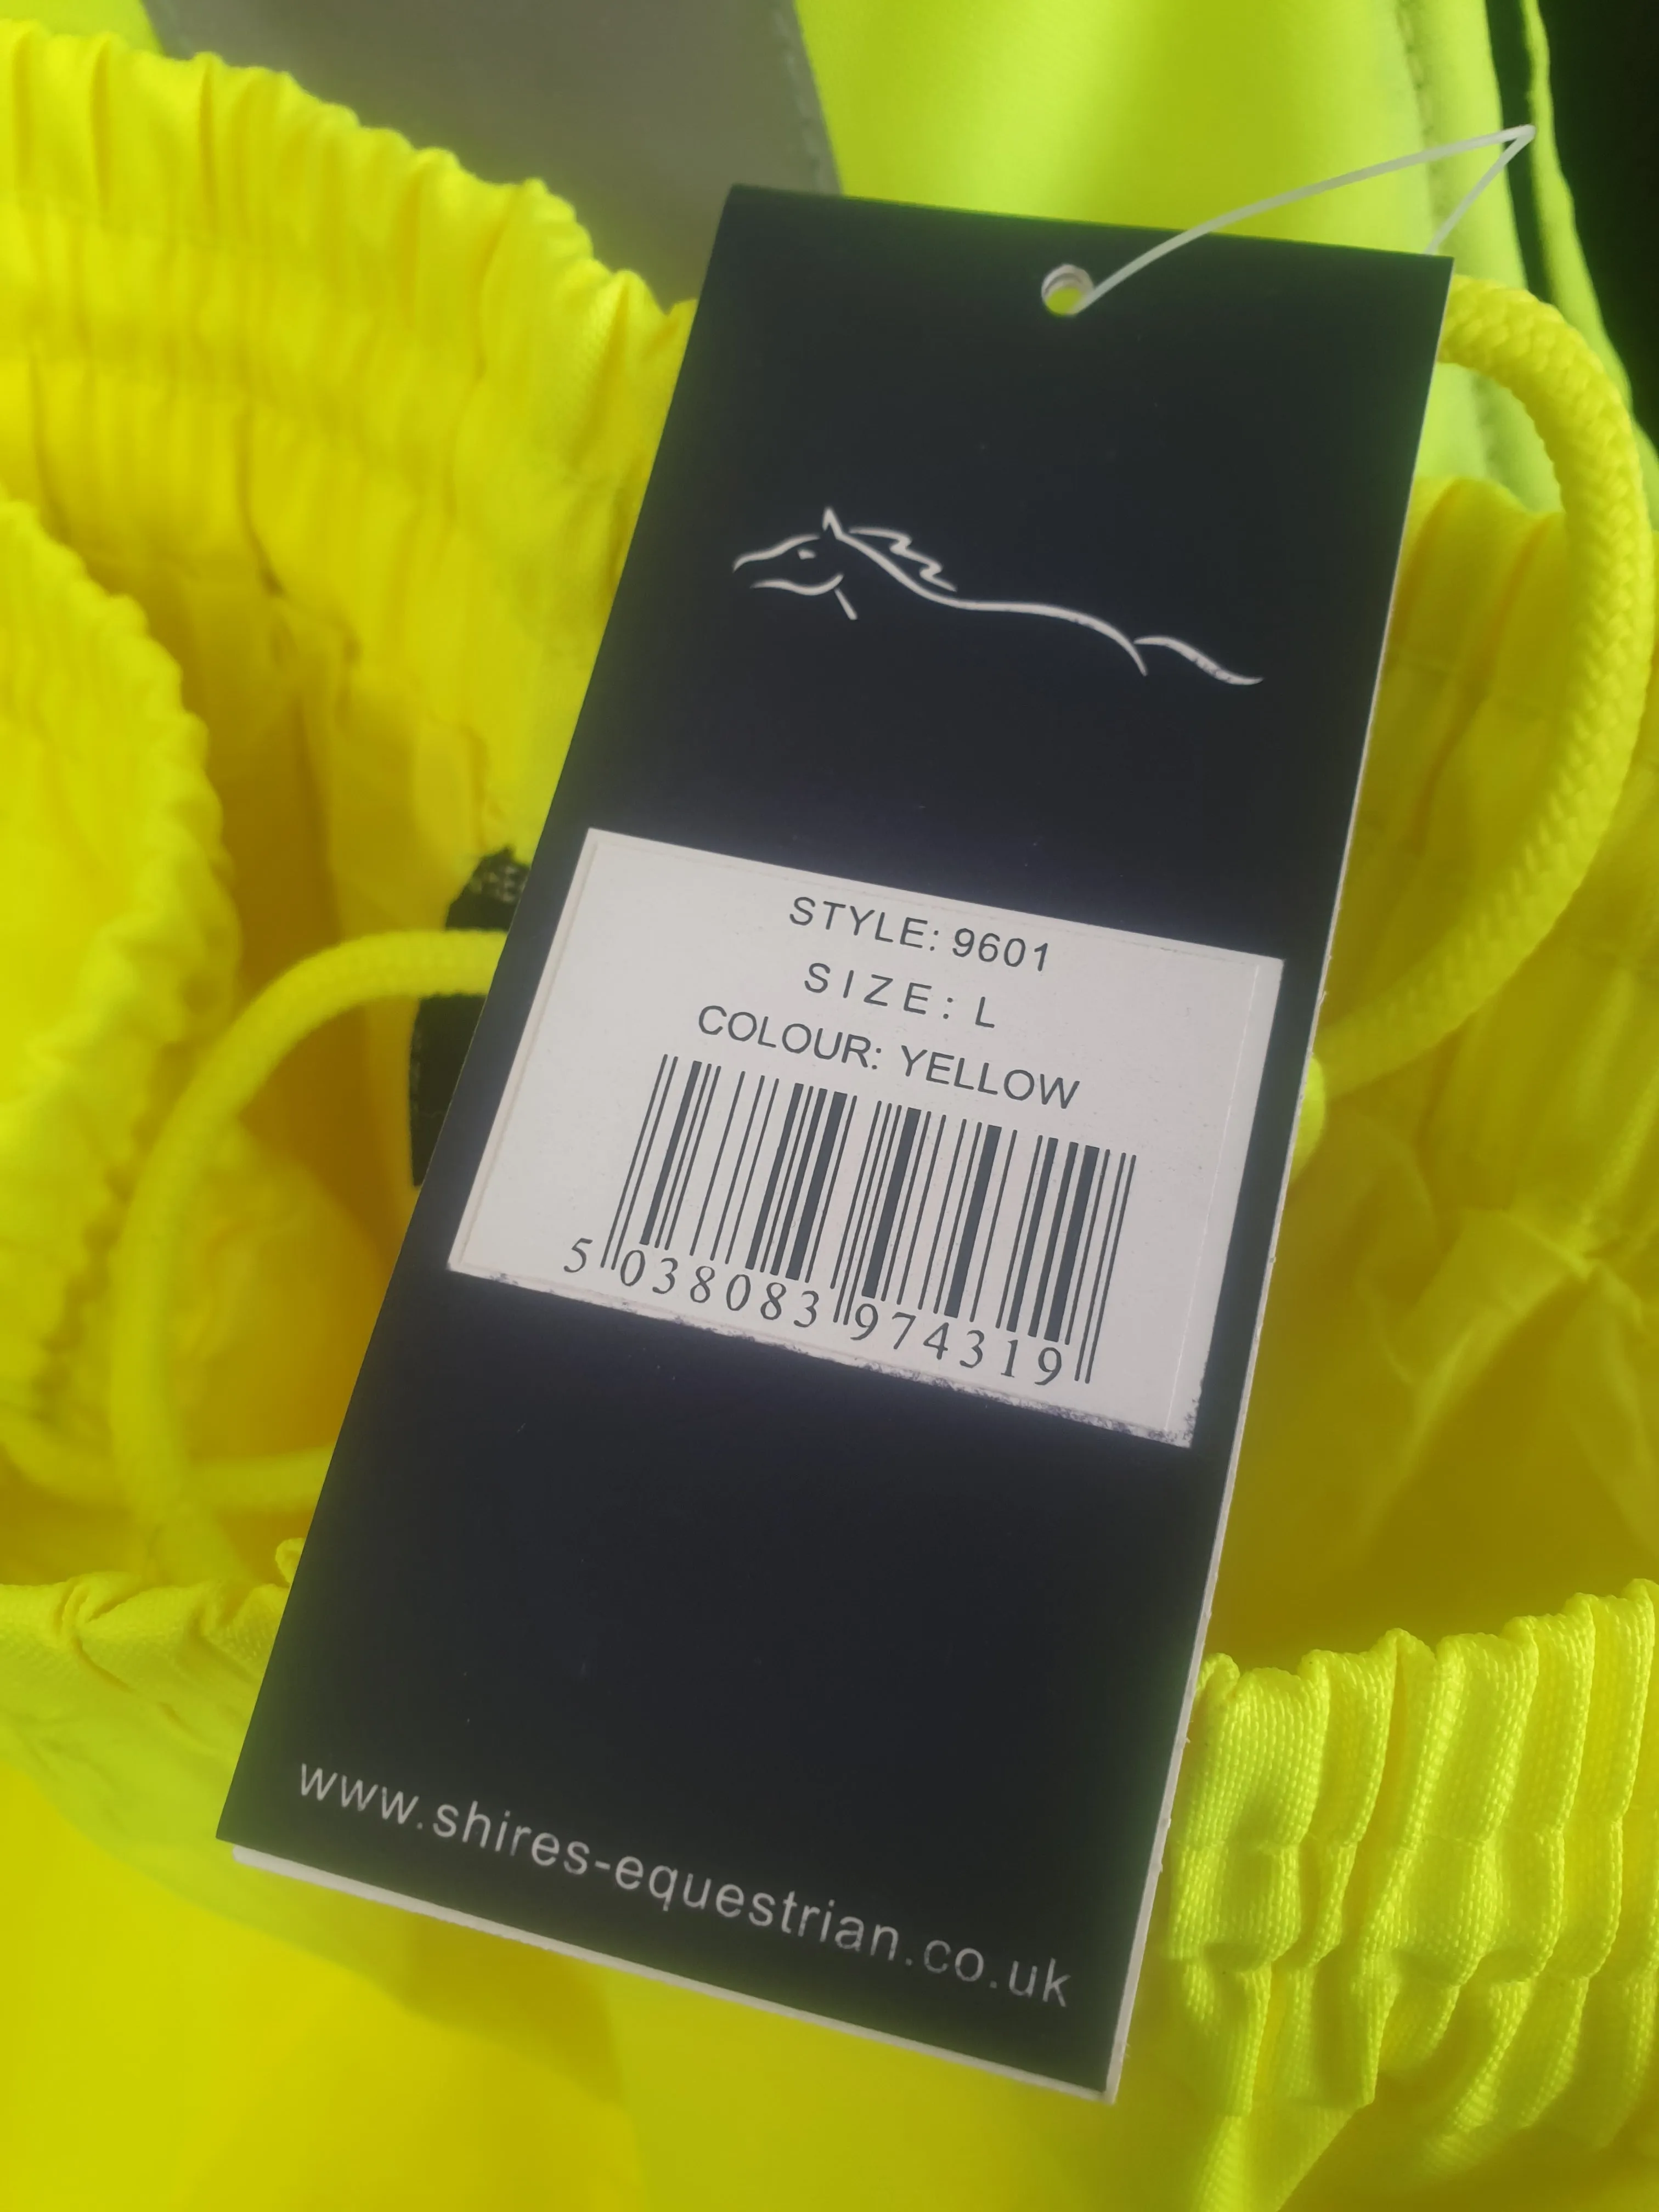 STYLE: 9601
SIZE: L
COLOUR: YELLOW
5 038083 974319
www.shires-equestrian.co.uk